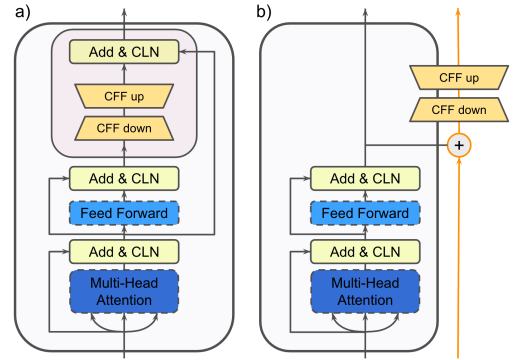 a)
Add & CLN
CFF up
CFF down
Add & CLN
Feed Forward
Add & CLN
Multi-Head
Attention
b)
CFF up
CFF down
+
Add & CLN
Feed Forward
Add & CLN
Multi-Head
Attention